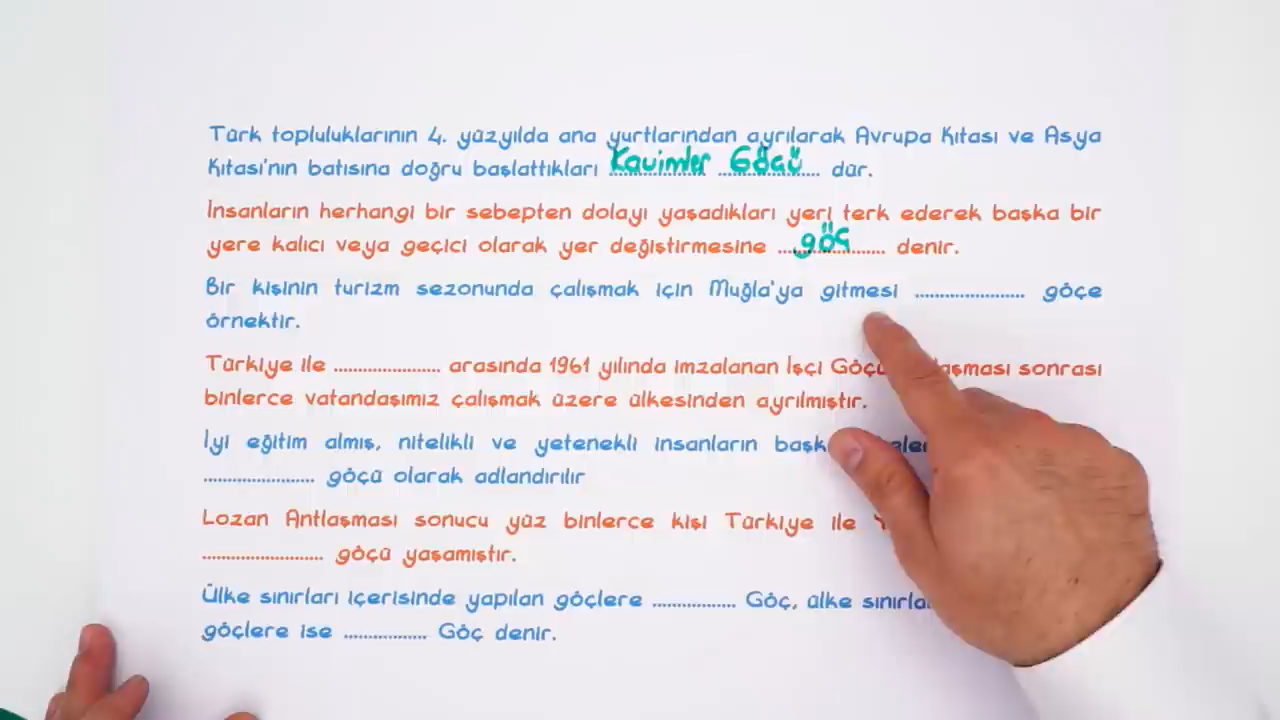 Türk topluluklarının 4. yüzyılda ana yurtlarından ayrılarak Avrupa Kıtası ve Asya
Kıtası'nın batısına doğru başlattıkları Kavimler Göçü dür.
İnsanların herhangi bir sebepten dolayı yaşadıkları yeri terk ederek başka bir
yere kalıcı veya geçici olarak yer değiştirmesine göç denir.
Bir kişinin turizm sezonunda çalışmak için Muğla'ya gitmesi ...................... göçe
örnektir.
Türkiye ile ...................... arasında 1961 yılında imzalanan İşçi sonrası
binlerce vatandaşımız çalışmak üzere ülkesinden ayrılmıştır.
İyi eğitim almış, nitelikli ve yetenekli insanların
...................... göçü olarak adlandırılır
Lozan Antlaşması sonucu yüz binlerce kişi Türkiye ile
........................ göçü yaşamıştır.
Ülke sınırları içerisinde yapılan göçlere ................. Göç, ülke
göçlere ise ................. Göç denir.